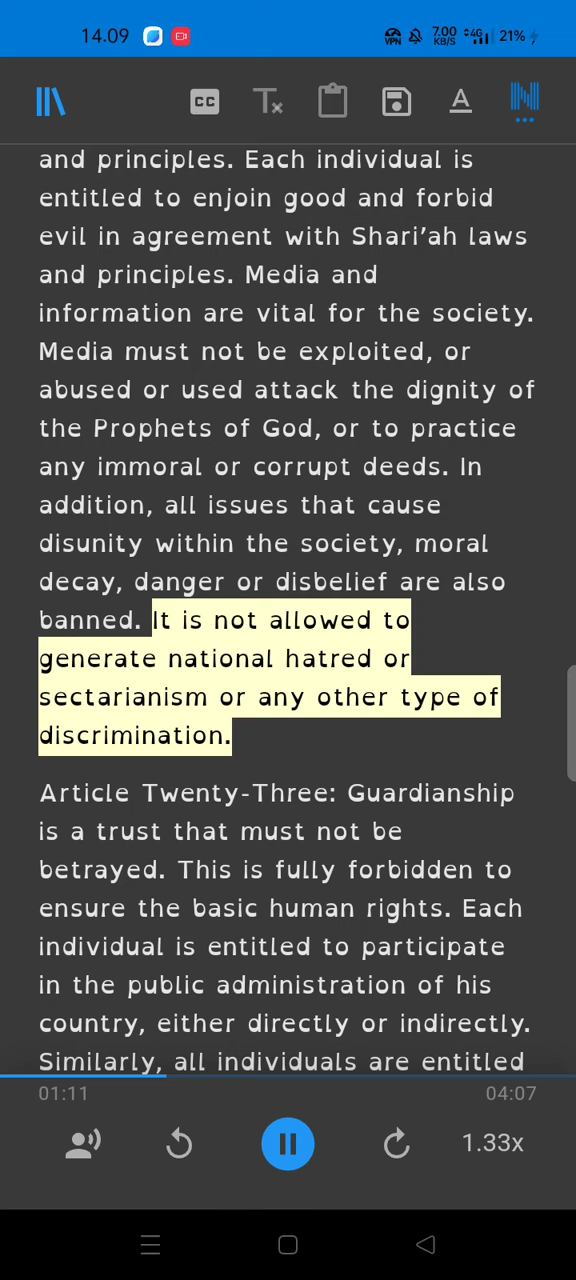 14.09
VPN
7.00
KB/S
4G
21%
CC
A
and principles. Each individual is
entitled to enjoin good and forbid
evil in agreement with Shari’ah laws
and principles. Media and
information are vital for the society.
Media must not be exploited, or
abused or used attack the dignity of
the Prophets of God, or to practice
any immoral or corrupt deeds. In
addition, all issues that cause
disunity within the society, moral
decay, danger or disbelief are also
banned. It is not allowed to
generate national hatred or
sectarianism or any other type of
discrimination.
Article Twenty-Three: Guardianship
is a trust that must not be
betrayed. This is fully forbidden to
ensure the basic human rights. Each
individual is entitled to participate
in the public administration of his
country, either directly or indirectly.
Similarly, all individuals are entitled
01:11
04:07
1.33x